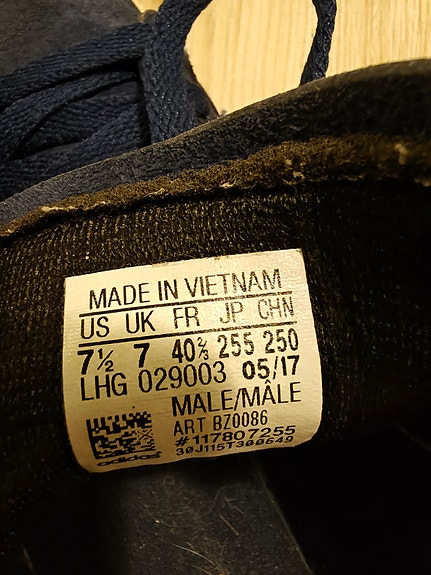 MADE IN VIETNAM
US UK FR JP CHN
7½ 7 40⅔ 255 250
LHG 029003 05/17
MALE/MÂLE
ART BZ0086
#117807255
30J115T300649
adidas